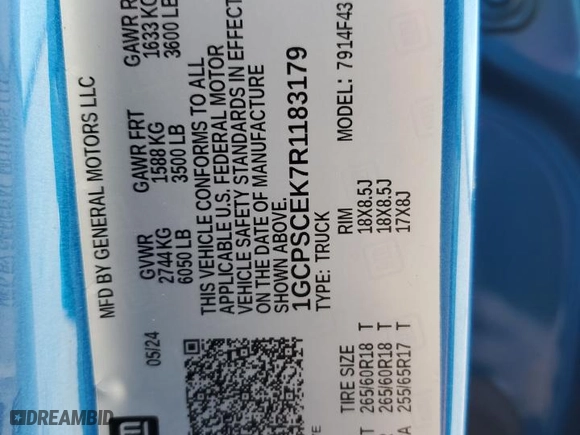 MFD BY GENERAL MOTORS LLC
05/24
GVWR
2744 KG
6050 LB
GAWR FRT
1588 KG
3500 LB
GAWR R
1633 KG
3600 LB
THIS VEHICLE CONFORMS TO ALL
APPLICABLE U.S. FEDERAL MOTOR
VEHICLE SAFETY STANDARDS IN EFFECT
ON THE DATE OF MANUFACTURE
SHOWN ABOVE.
1GCPSCEK7R1183179
TYPE: TRUCK
MODEL: 7914F43
TIRE SIZE RIM
T 265/60R18 T 18X8.5J
T 265/60R18 T 18X8.5J
A 255/65R17 T 17X8J
gm
DREAMBID